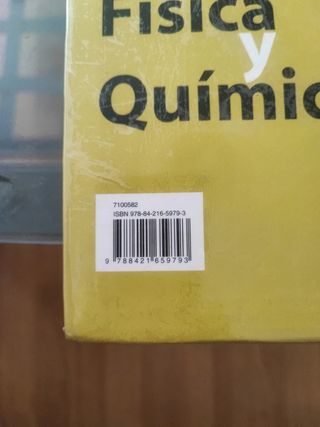 Física
y
Químic
7100582
ISBN 978-84-216-5979-3
9 788421 659793